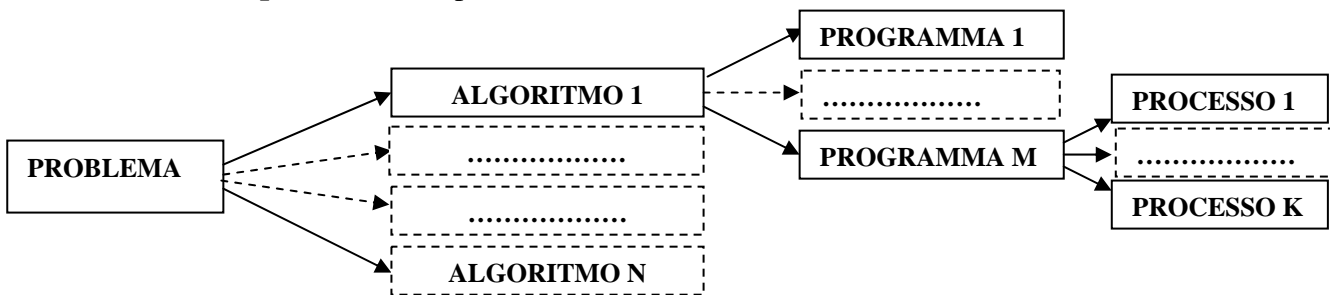 PROBLEMA
ALGORITMO 1
………………
………………
ALGORITMO N
PROGRAMMA 1
………………
PROGRAMMA M
PROCESSO 1
………………
PROCESSO K